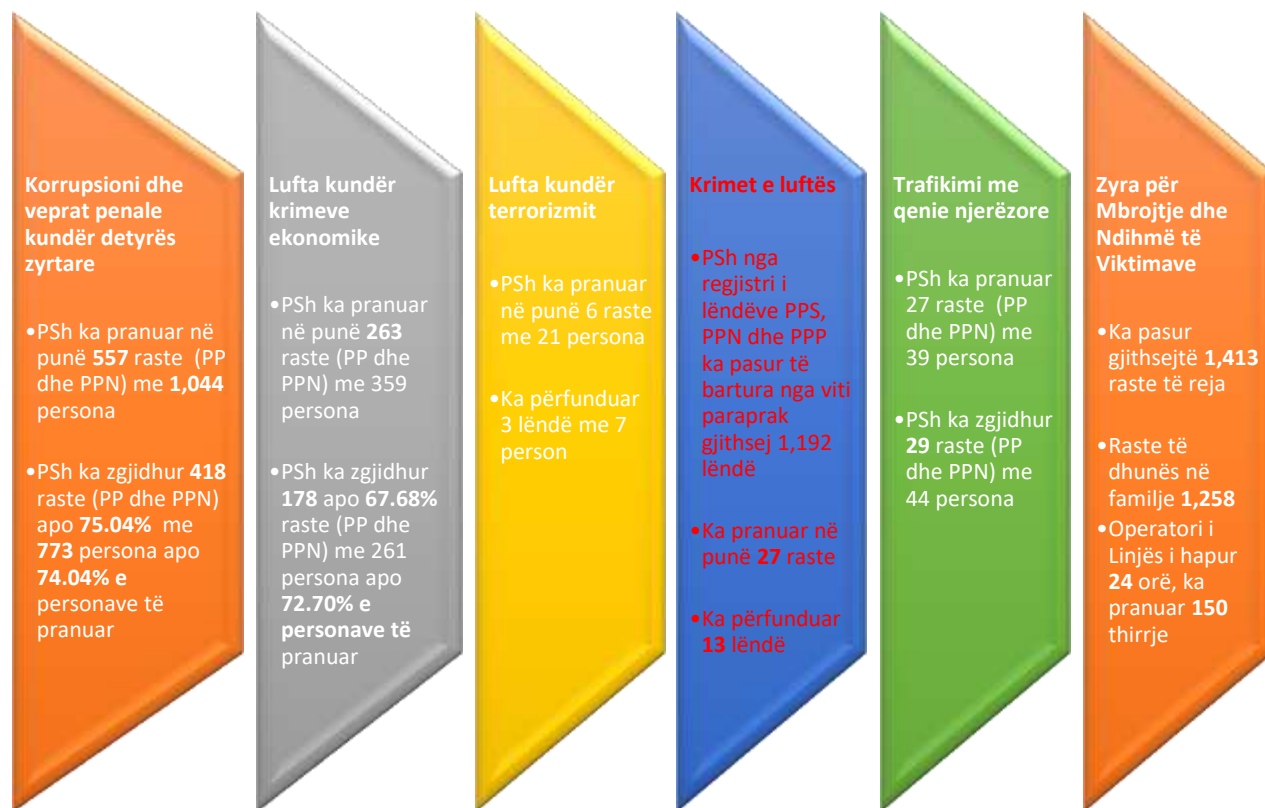 Korrupsioni dhe
veprat penale
kundër detyrës
zyrtare
•PSh ka pranuar në
punë 557 raste (PP
dhe PPN) me 1,044
persona
•PSh ka zgjidhur 418
raste (PP dhe PPN)
apo 75.04% me
773 persona apo
74.04% e
personave të
pranuar
Lufta kundër
krimeve
ekonomike
•PSh ka pranuar
në punë 263
raste (PP dhe
PPN) me 359
persona
•PSh ka zgjidhur
178 apo 67.68%
raste (PP dhe
PPN) me 261
persona apo
72.70% e
personave të
pranuar
Lufta kundër
terrorizmit
•PSh ka pranuar
në punë 6 raste
me 21 persona
•Ka përfunduar
3 lëndë me 7
person
Krimet e luftës
•PSh nga
regjistri i
lëndëve PPS,
PPN dhe PPP
ka pasur të
bartura nga viti
paraprak
gjithsej 1,192
lëndë
•Ka pranuar në
punë 27 raste
•Ka përfunduar
13 lëndë
Trafikimi me
qenie njerëzore
•PSh ka pranuar
27 raste (PP
dhe PPN) me
39 persona
•PSh ka zgjidhur
29 raste (PP
dhe PPN) me
44 persona
Zyra për
Mbrojtje dhe
Ndihmë të
Viktimave
•Ka pasur
gjithsejtë 1,413
raste të reja
•Raste të
dhunës në
familje 1,258
•Operatori i
Linjës i hapur
24 orë, ka
pranuar 150
thirrje